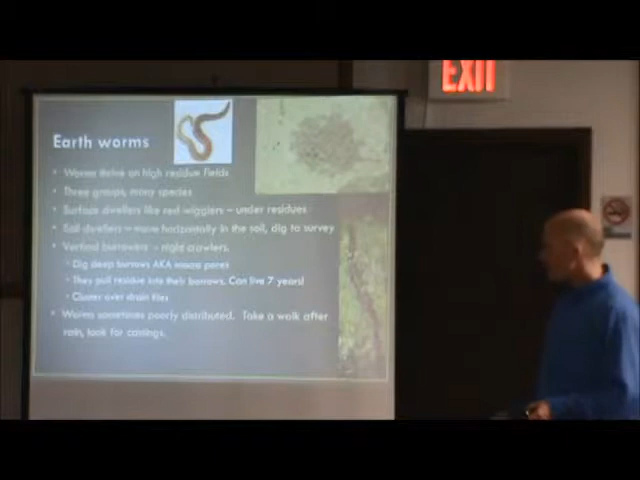 EXIT
Earth worms
• Worms thrive on high residue fields
• Three groups, many species
• Surface dwellers like red wigglers – under residues
• Soil dwellers – move horizontally in the soil, dig to survey
• Vertical burrowers – night crawlers.
• Dig deep burrows AKA macro pores
• They pull residue into their burrows. Can live 7 years!
• Cluster over drain tiles
• Worms sometimes poorly distributed. Take a walk after
rain, look for castings.